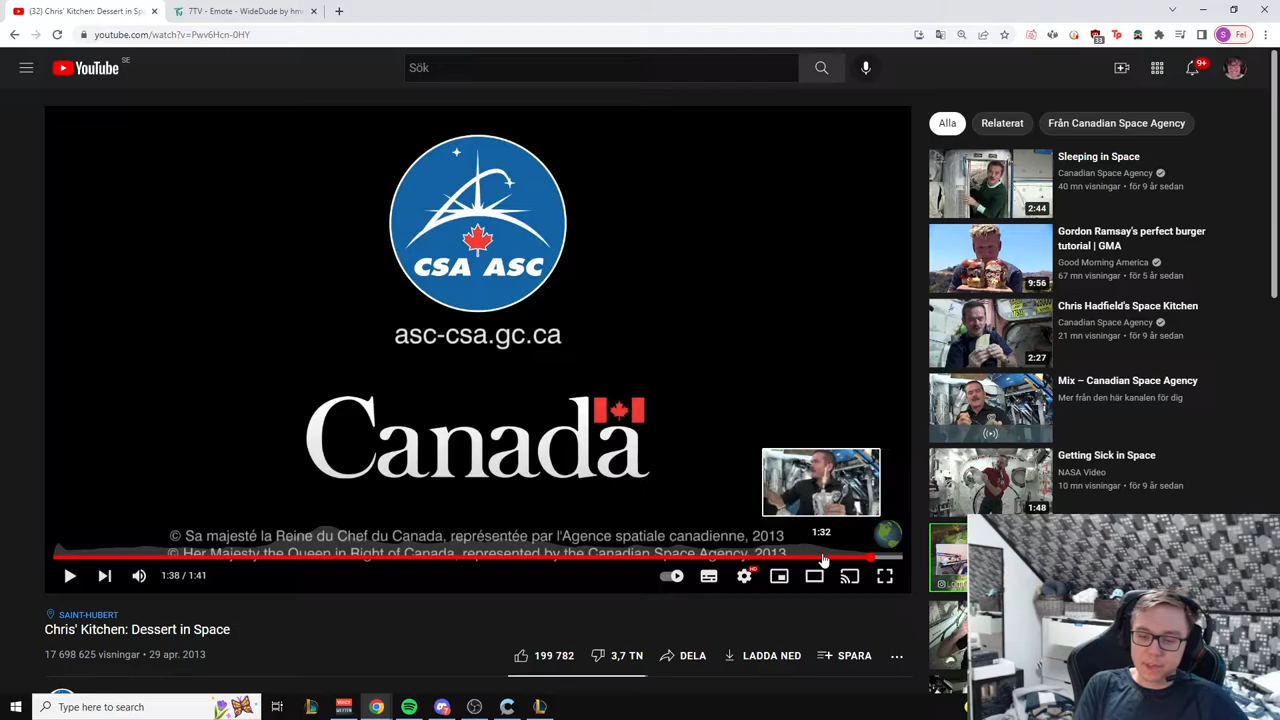 (32) Chris' Kitchen: Dessert in Sp
7TV - Emote - WideDude by
youtube.com/watch?v=Pwv6Hcn-0HY
33
Tp
S Fel
YouTube SE
Sök
9+
CSA ASC
asc-csa.gc.ca
Canada
© Sa majesté la Reine du Chef du Canada, représentée par l'Agence spatiale canadienne, 2013
© Her Majesty the Queen in Right of Canada, represented by the Canadian Space Agency, 2013
1:32
1:38 / 1:41
HD
SAINT-HUBERT
Chris' Kitchen: Dessert in Space
17 698 625 visningar • 29 apr. 2013
199 782
3,7 TN
DELA
LADDA NED
SPARA
Alla
Relaterat
Från Canadian Space Agency
Sleeping in Space
Canadian Space Agency
40 mn visningar • för 9 år sedan
2:44
Gordon Ramsay's perfect burger
tutorial | GMA
Good Morning America
67 mn visningar • för 5 år sedan
9:56
Chris Hadfield's Space Kitchen
Canadian Space Agency
21 mn visningar • för 9 år sedan
2:27
Mix – Canadian Space Agency
Mer från den här kanalen för dig
Getting Sick in Space
NASA Video
10 mn visningar • för 9 år sedan
1:48
Type here to search